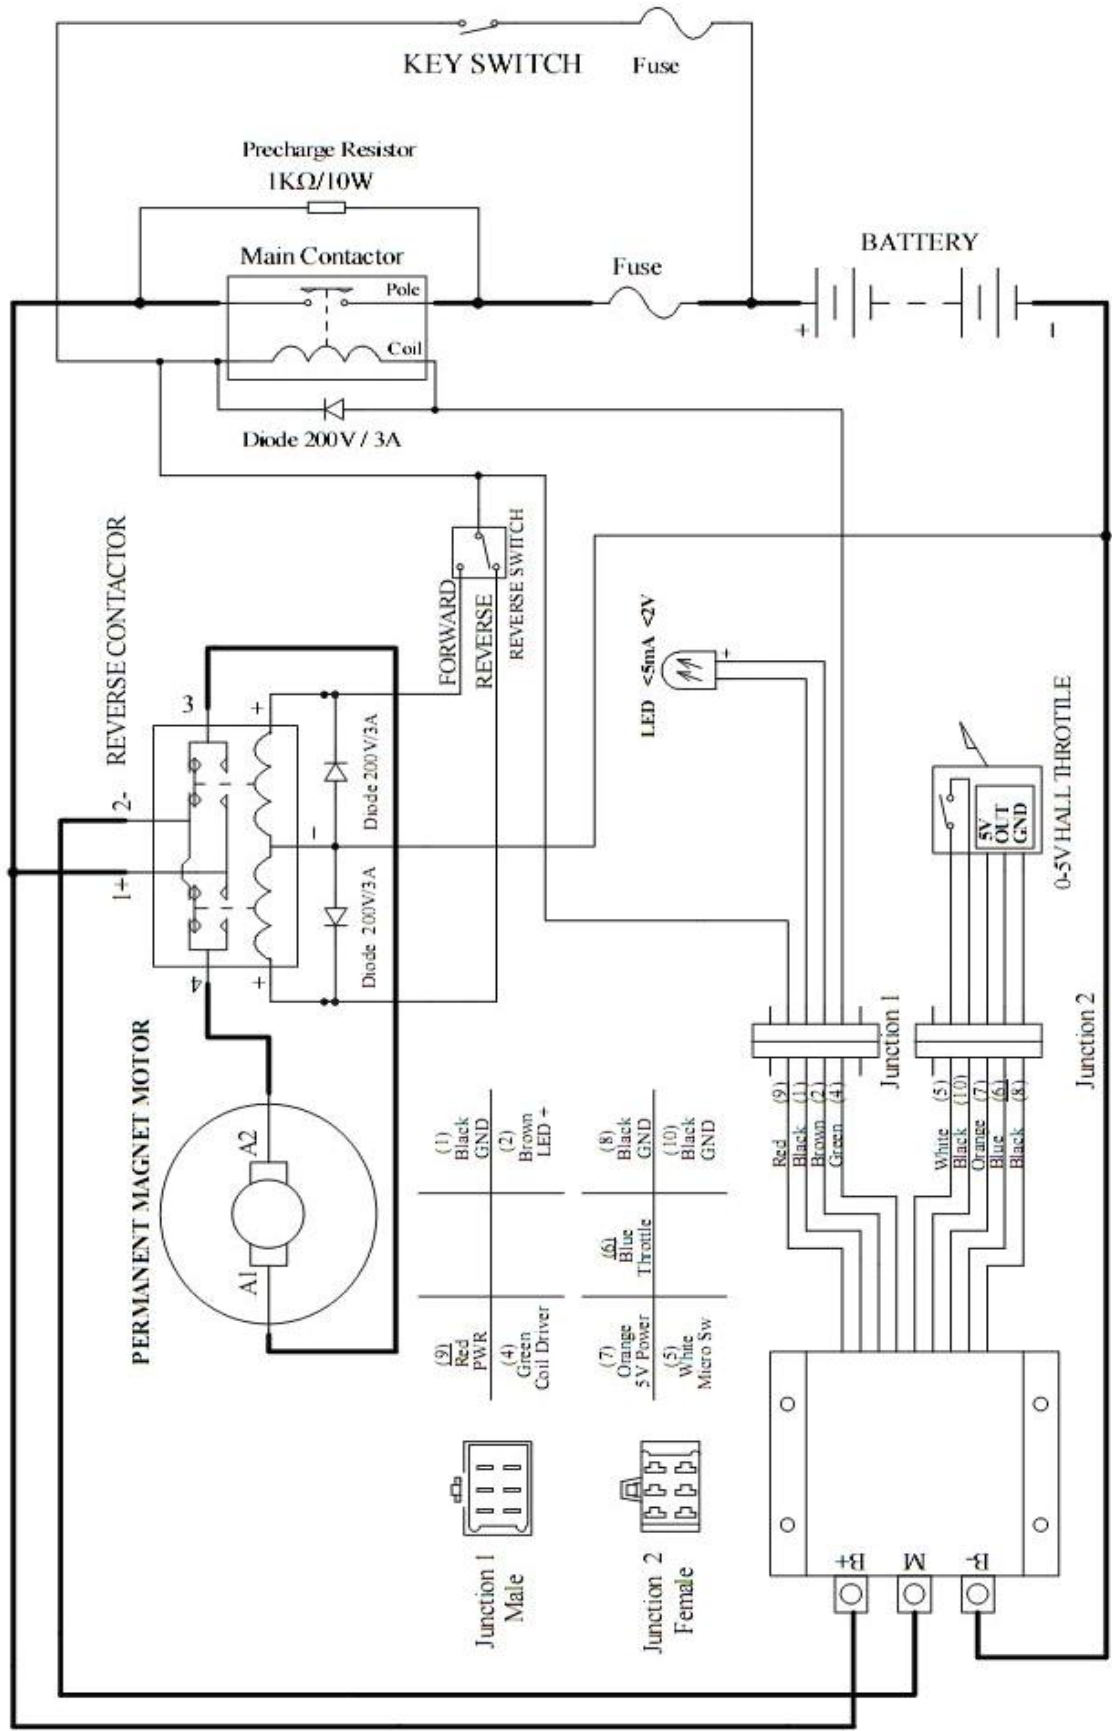 KEY SWITCH
Fuse
Precharge Resistor
1KΩ/10W
Main Contactor
Pole
Coil
Fuse
BATTERY
+
-
Diode 200V / 3A
REVERSE CONTACTOR
2-
1+
3
4
+
-
+
Diode 200V/3A
Diode 200V/3A
FORWARD
REVERSE
REVERSE SWITCH
LED <5mA <2V
+
5V
OUT
GND
0-5V HALL THROTILE
PERMANENT MAGNET MOTOR
A2
A1
Junction 1
Junction 2
Red (9)
Black (1)
Brown (2)
Green (4)
White (5)
Black (10)
Orange (7)
Blue (6)
Black (8)
(1)
Black
GND
(2)
Brown
LED +
(9)
Red
PWR
(4)
Green
Coil Driver
(8)
Black
GND
(10)
Black
GND
(6)
Blue
Throttle
(7)
Orange
5V Power
(5)
White
Micro Sw
Junction 1
Male
Junction 2
Female
B+
M
B-